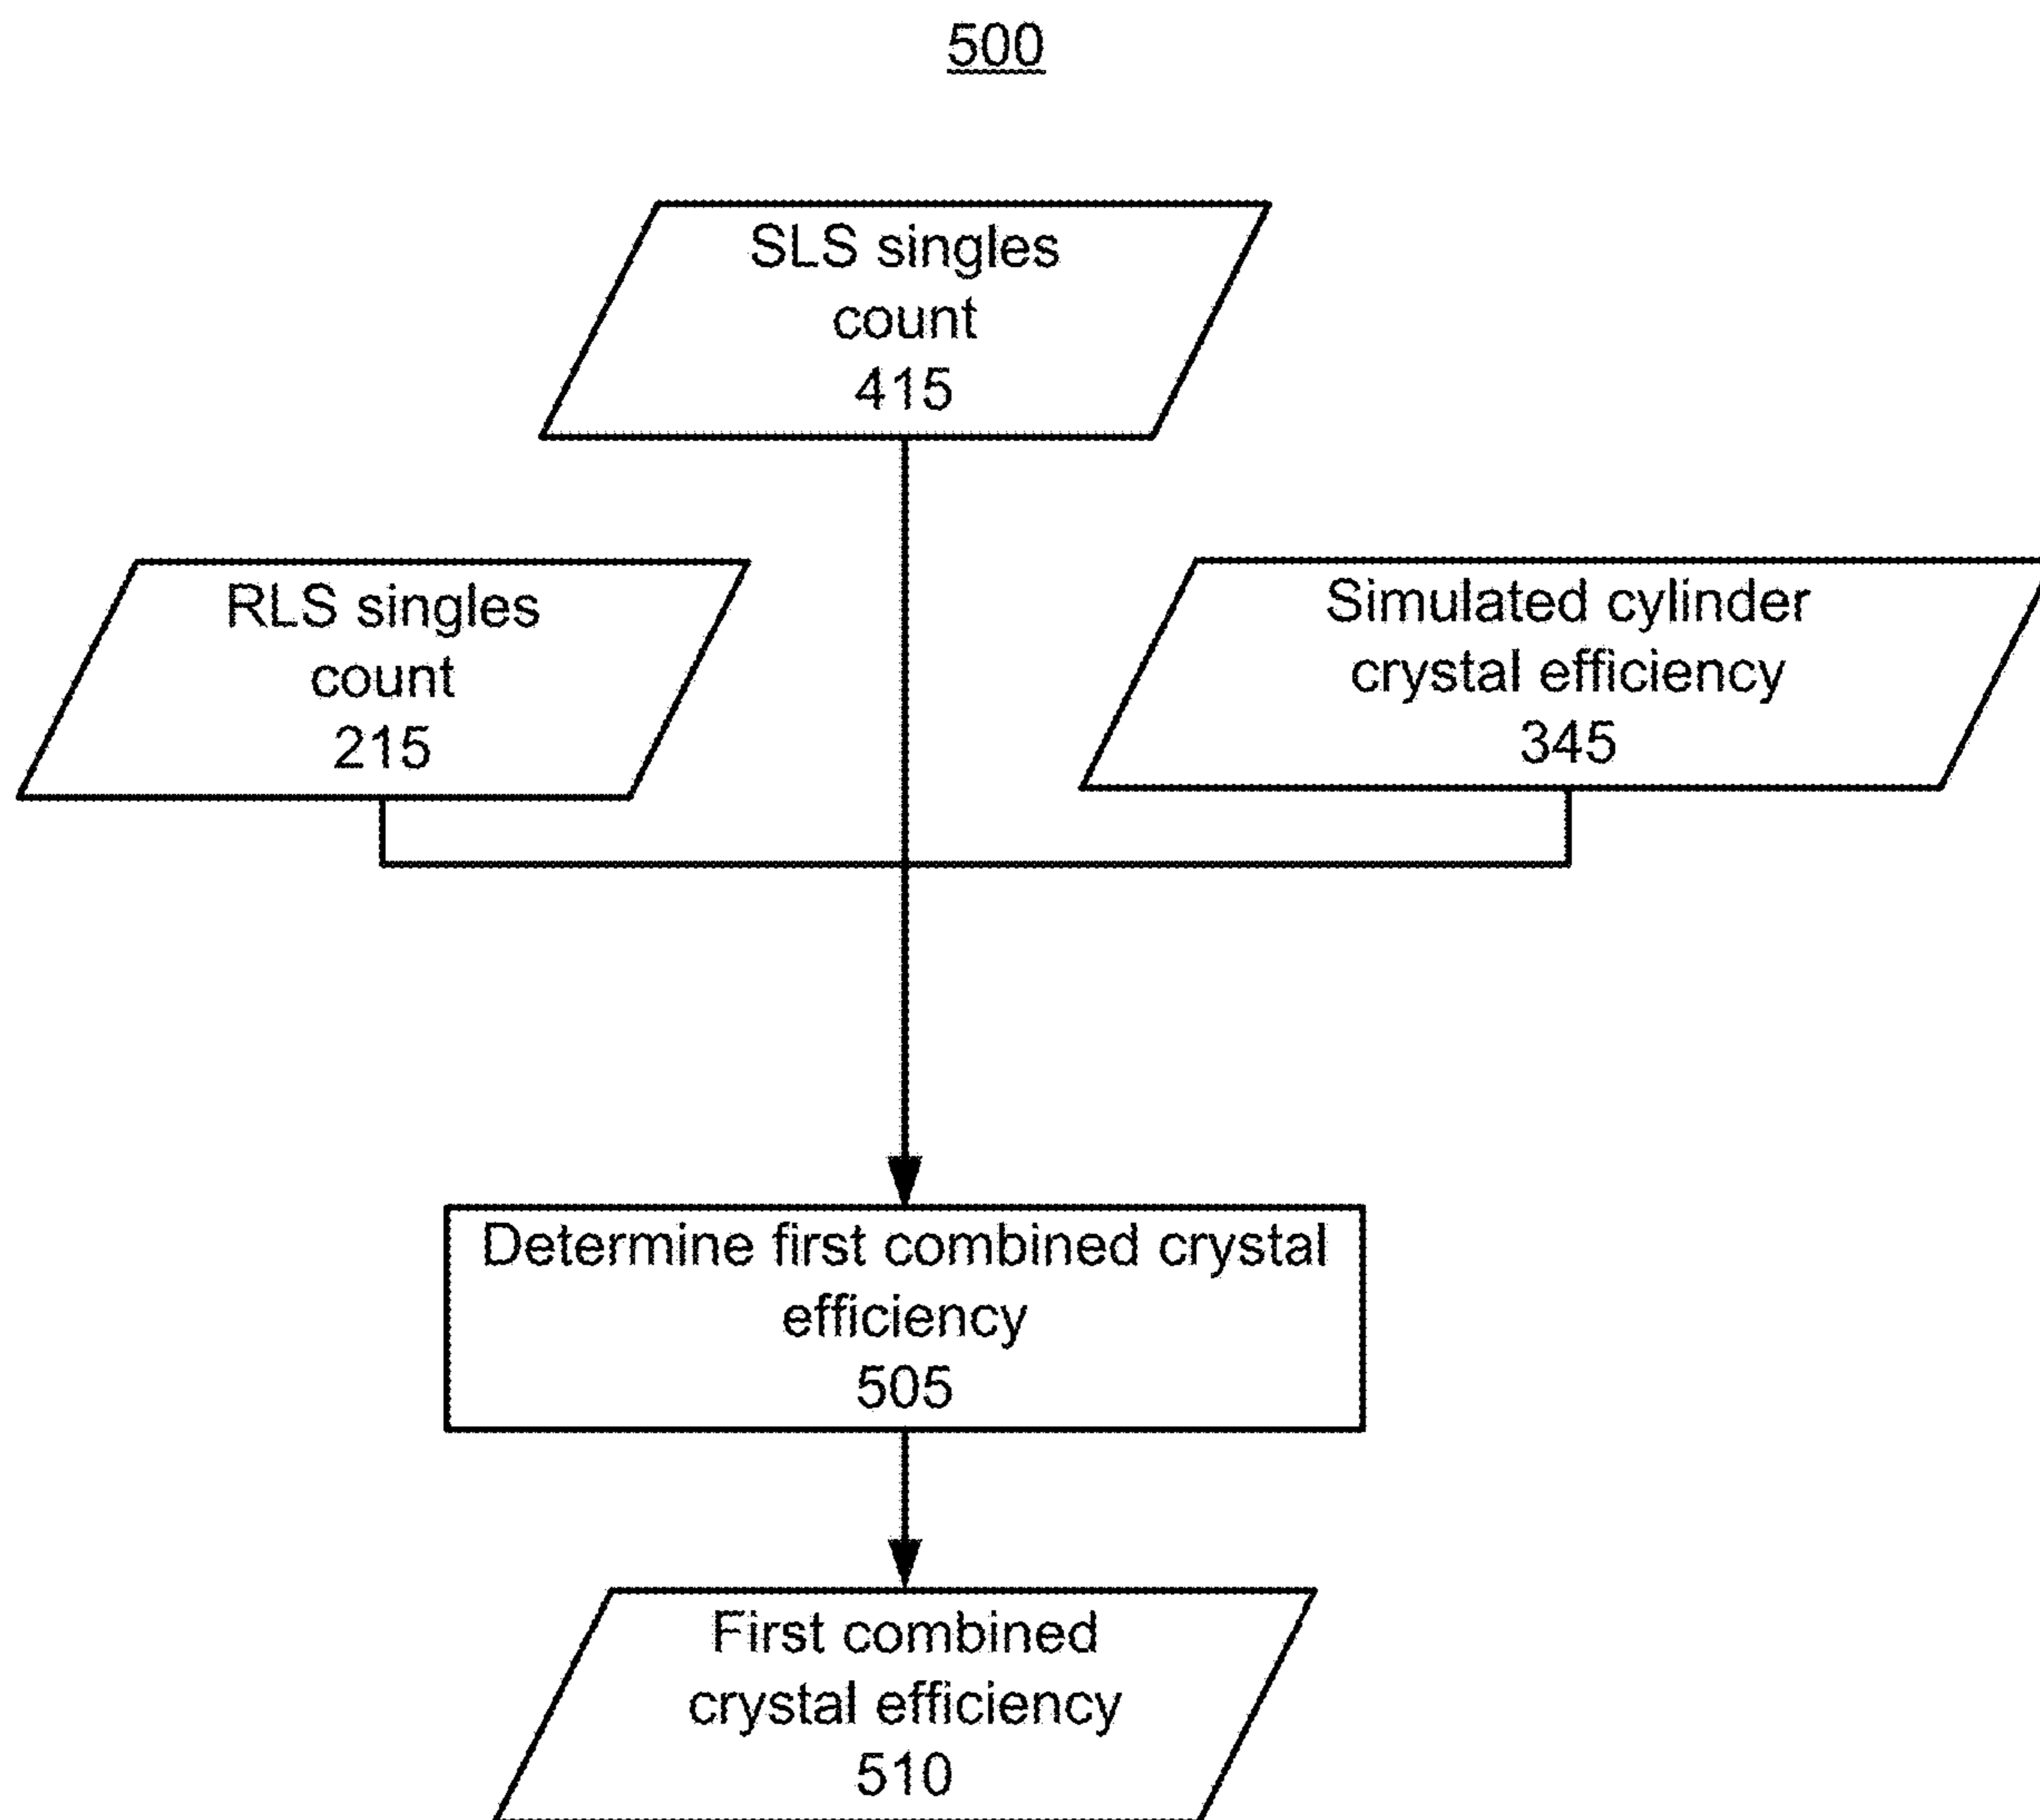 500
SLS singles
count
415
RLS singles
count
215
Simulated cylinder
crystal efficiency
345
Determine first combined crystal
efficiency
505
First combined
crystal efficiency
510